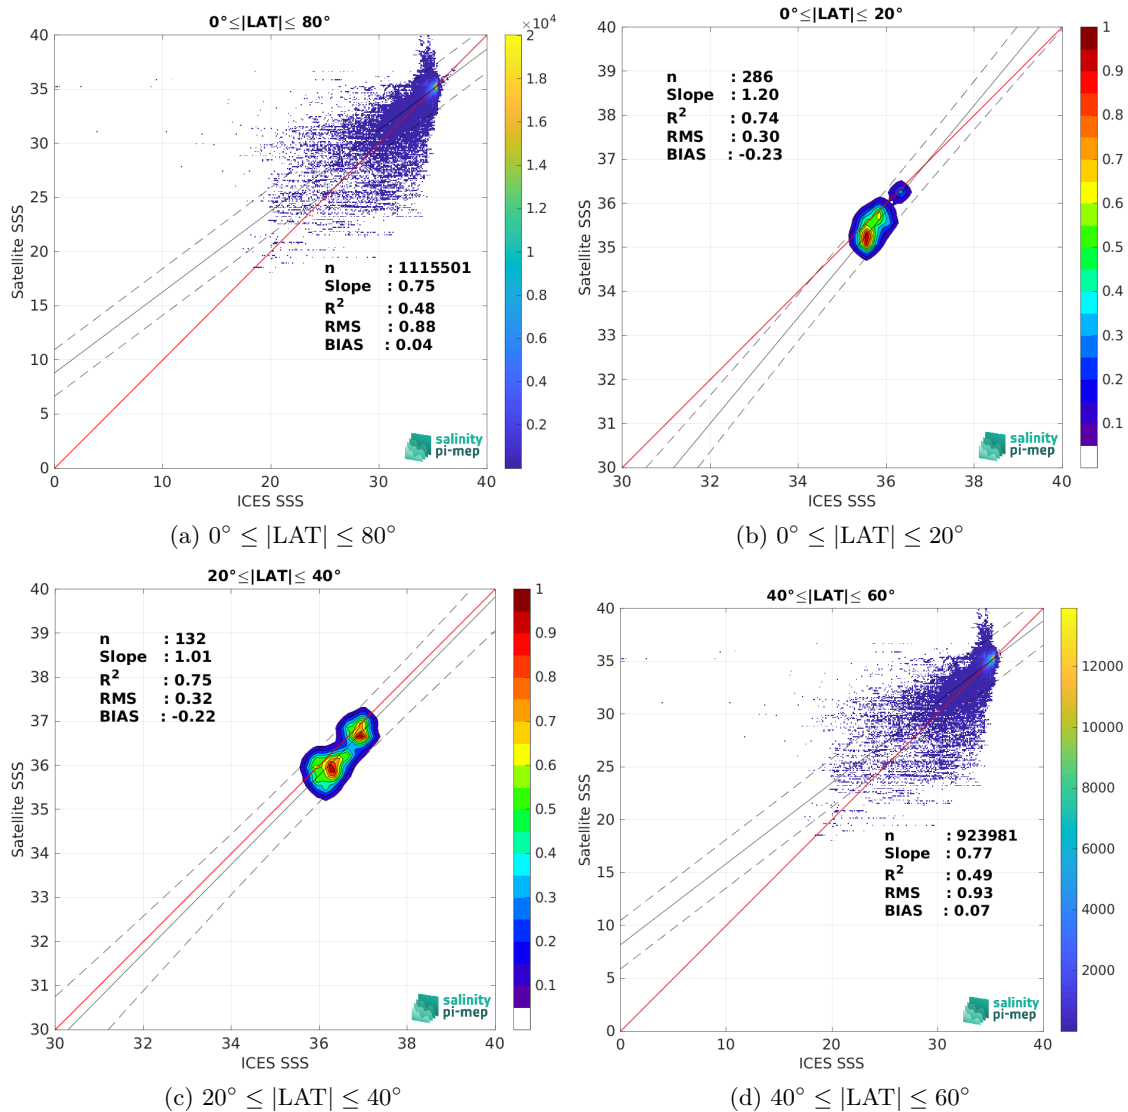 0°≤|LAT|≤ 80°
×10⁴
40
35
30
25
20
15
10
5
0
0
10
20
30
40
Satellite SSS
ICES SSS
n : 1115501
Slope : 0.75
R² : 0.48
RMS : 0.88
BIAS : 0.04
salinity
pi-mep
2
1.8
1.6
1.4
1.2
1
0.8
0.6
0.4
0.2
(a) 0° ≤ |LAT| ≤ 80°
0°≤|LAT|≤ 20°
40
39
38
37
36
35
34
33
32
31
30
30
32
34
36
38
40
Satellite SSS
ICES SSS
n : 286
Slope : 1.20
R² : 0.74
RMS : 0.30
BIAS : -0.23
salinity
pi-mep
1
0.9
0.8
0.7
0.6
0.5
0.4
0.3
0.2
0.1
(b) 0° ≤ |LAT| ≤ 20°
20°≤|LAT|≤ 40°
40
39
38
37
36
35
34
33
32
31
30
30
32
34
36
38
40
Satellite SSS
ICES SSS
n : 132
Slope : 1.01
R² : 0.75
RMS : 0.32
BIAS : -0.22
salinity
pi-mep
1
0.9
0.8
0.7
0.6
0.5
0.4
0.3
0.2
0.1
(c) 20° ≤ |LAT| ≤ 40°
40°≤|LAT|≤ 60°
40
35
30
25
20
15
10
5
0
0
10
20
30
40
Satellite SSS
ICES SSS
n : 923981
Slope : 0.77
R² : 0.49
RMS : 0.93
BIAS : 0.07
salinity
pi-mep
12000
10000
8000
6000
4000
2000
(d) 40° ≤ |LAT| ≤ 60°